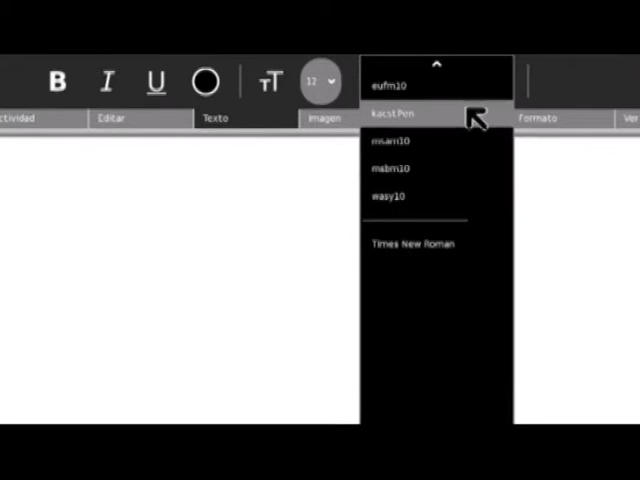 B I U TT 12
eufm10
ctividad Editar Texto Imagen kacstPen Formato Ver
msam10
msbm10
wasy10
Times New Roman